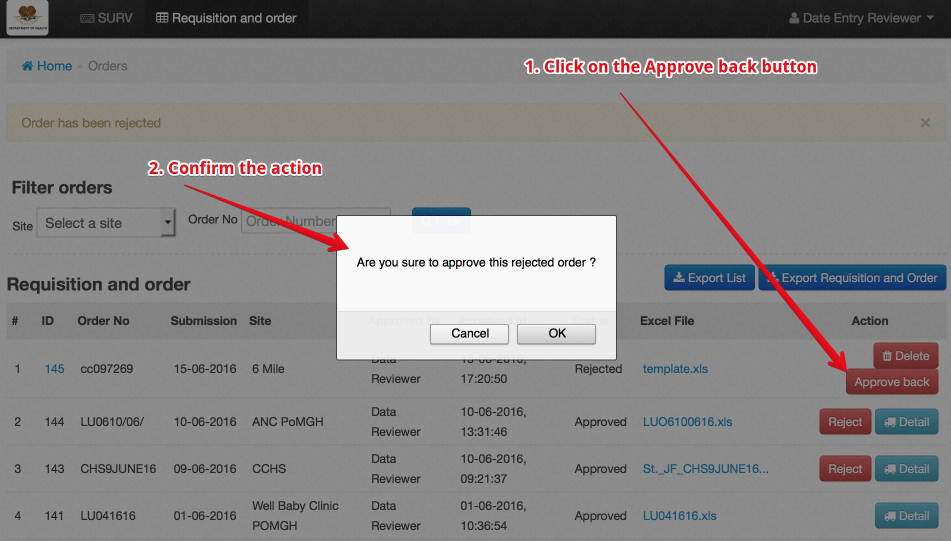 DEPARTMENT OF HEALTH
SURV
Requisition and order
Date Entry Reviewer
Home - Orders
1. Click on the Approve back button
Order has been rejected
×
2. Confirm the action
Filter orders
Site
Select a site
Order No
Order Number
Are you sure to approve this rejected order ?
Cancel
OK
Requisition and order
Export List
Export Requisition and Order
# ID Order No Submission Site Approved by Approved At Status Excel File Action
1 145 cc097269 15-06-2016 6 Mile Data Reviewer 17:20:50 Rejected template.xls Delete
Approve back
2 144 LU0610/06/ 10-06-2016 ANC PoMGH Data Reviewer 10-06-2016, 13:31:46 Approved LUO6100616.xls Reject Detail
3 143 CHS9JUNE16 09-06-2016 CCHS Data Reviewer 10-06-2016, 09:21:37 Approved St._JF_CHS9JUNE16... Reject Detail
4 141 LU041616 01-06-2016 Well Baby Clinic POMGH Data Reviewer 01-06-2016, 10:36:54 Approved LU041616.xls Detail